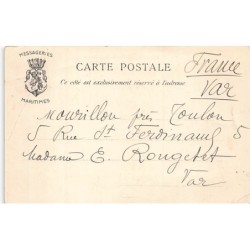 MESSAGERIES
MARITIMES
CARTE POSTALE
Ce côté est exclusivement réservé à l'adresse
France
Var
Mourillon près Toulon
5 Rue St Ferdinand 5
Madame E. Rougetet
Var